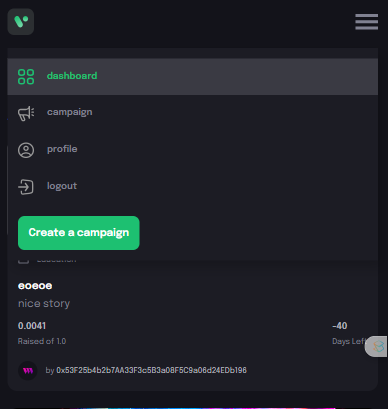 dashboard
campaign
profile
logout
Create a campaign
eoeoe
nice story
0.0041
-40
Raised of 1.0
Days Left
by 0x53F25b4b2b7AA33F3c5B3a08F5C9a06d24EDb196